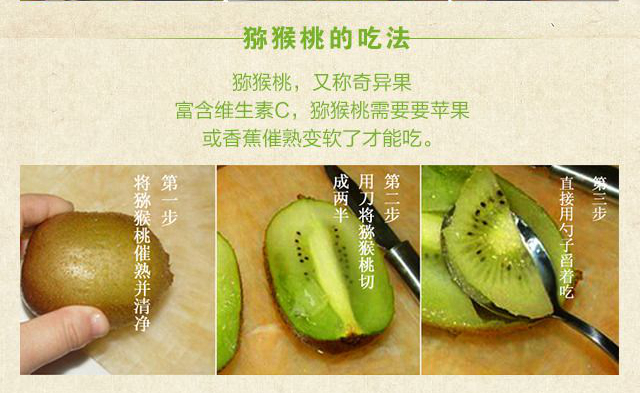 猕猴桃的吃法
猕猴桃，又称奇异果
富含维生素C，猕猴桃需要要苹果
或香蕉催熟变软了才能吃。
第一步
将猕猴桃催熟并清净
第二步
用刀将猕猴桃切
成两半
第三步
直接用勺子舀着吃